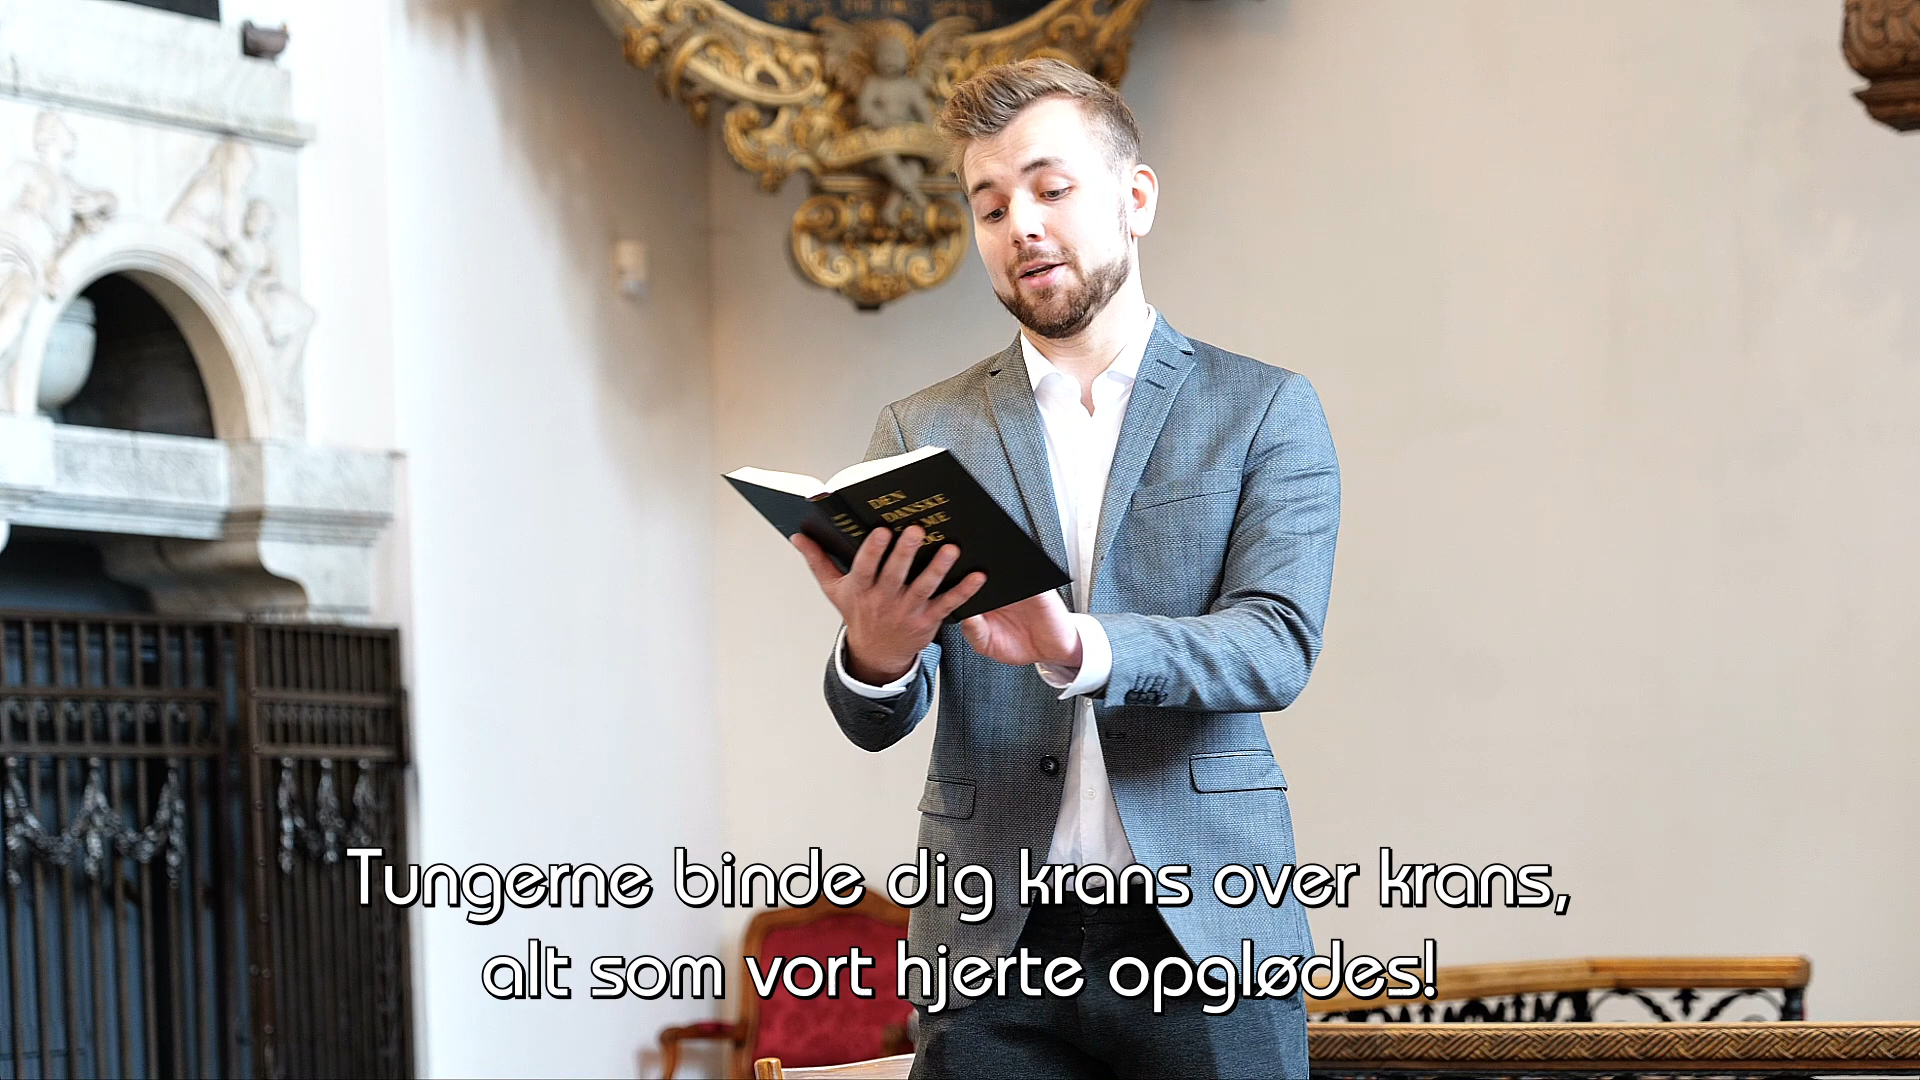 DEN
DANSKE
Tungerne binde dig krans over krans,
alt som vort hjerte opglødes!